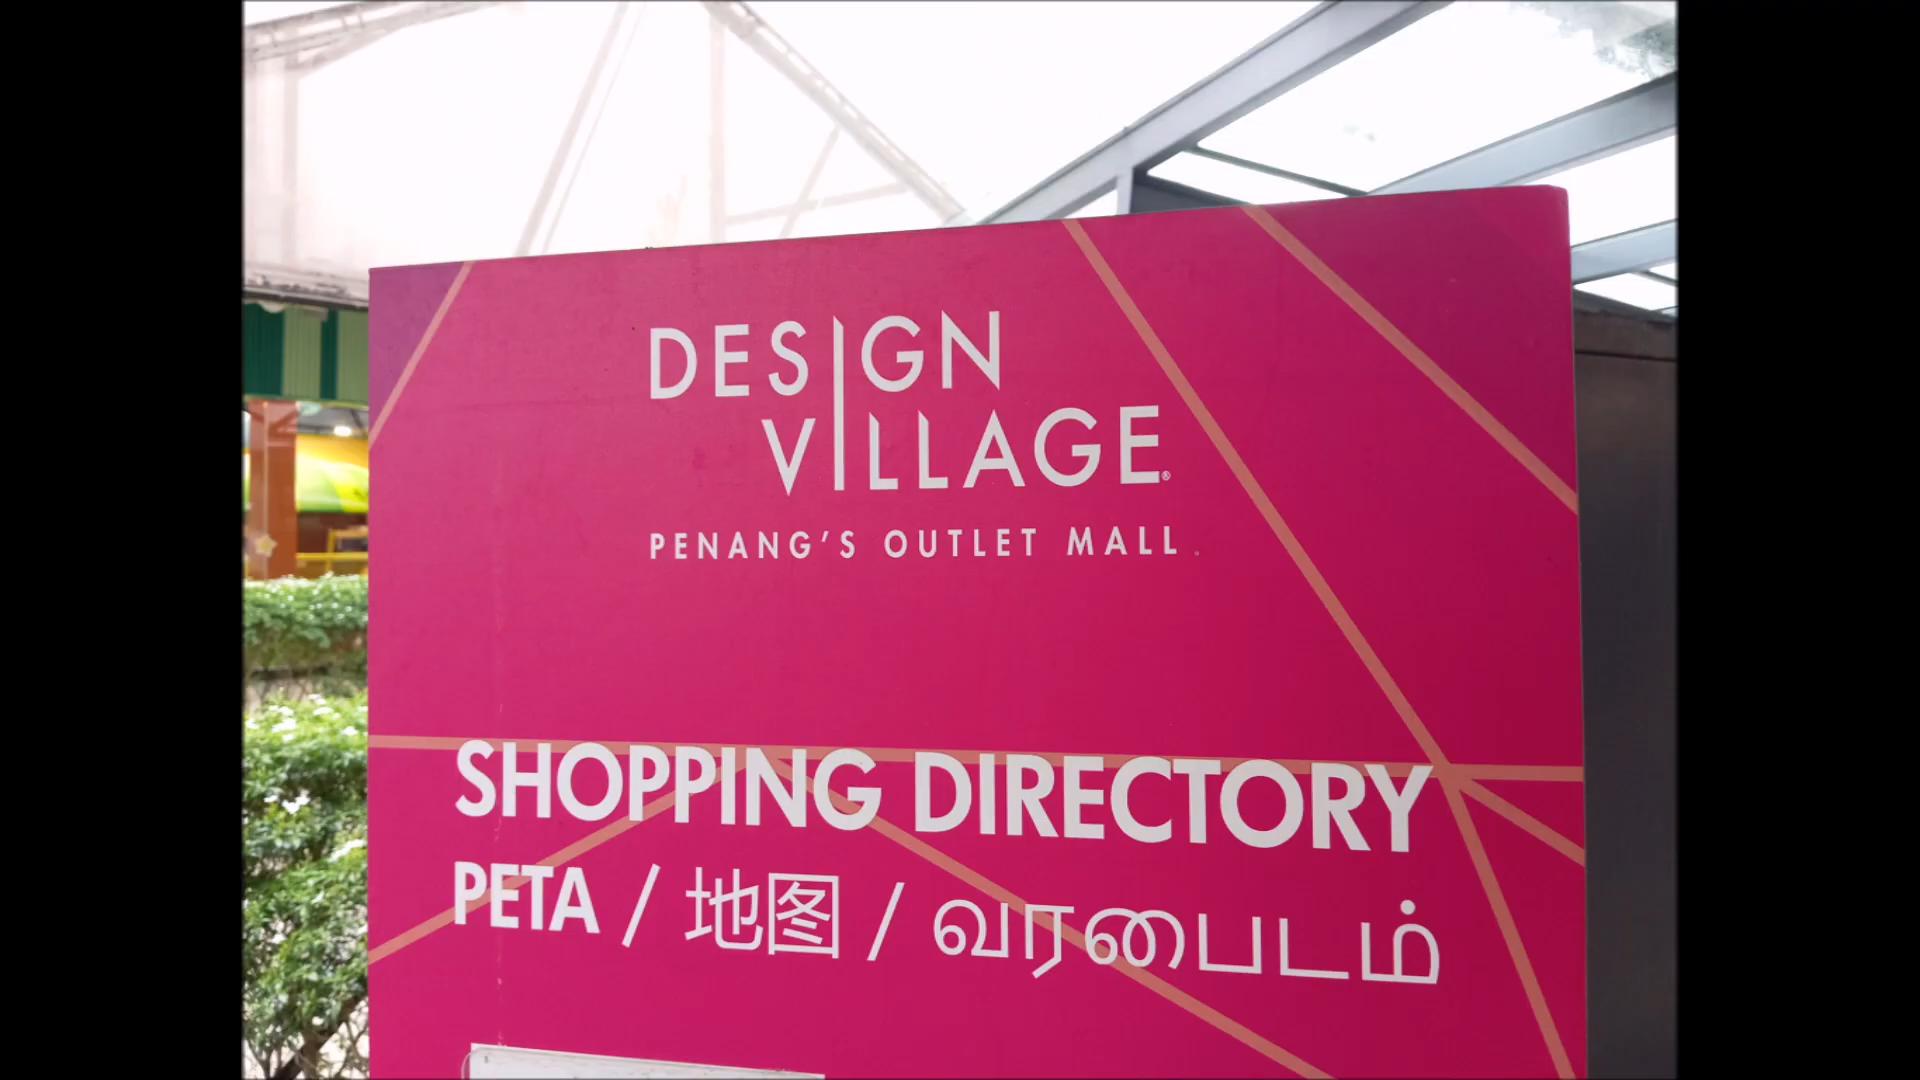 DESIGN
VILLAGE®
PENANG'S OUTLET MALL
SHOPPING DIRECTORY
PETA / 地图 / வரைபடம்